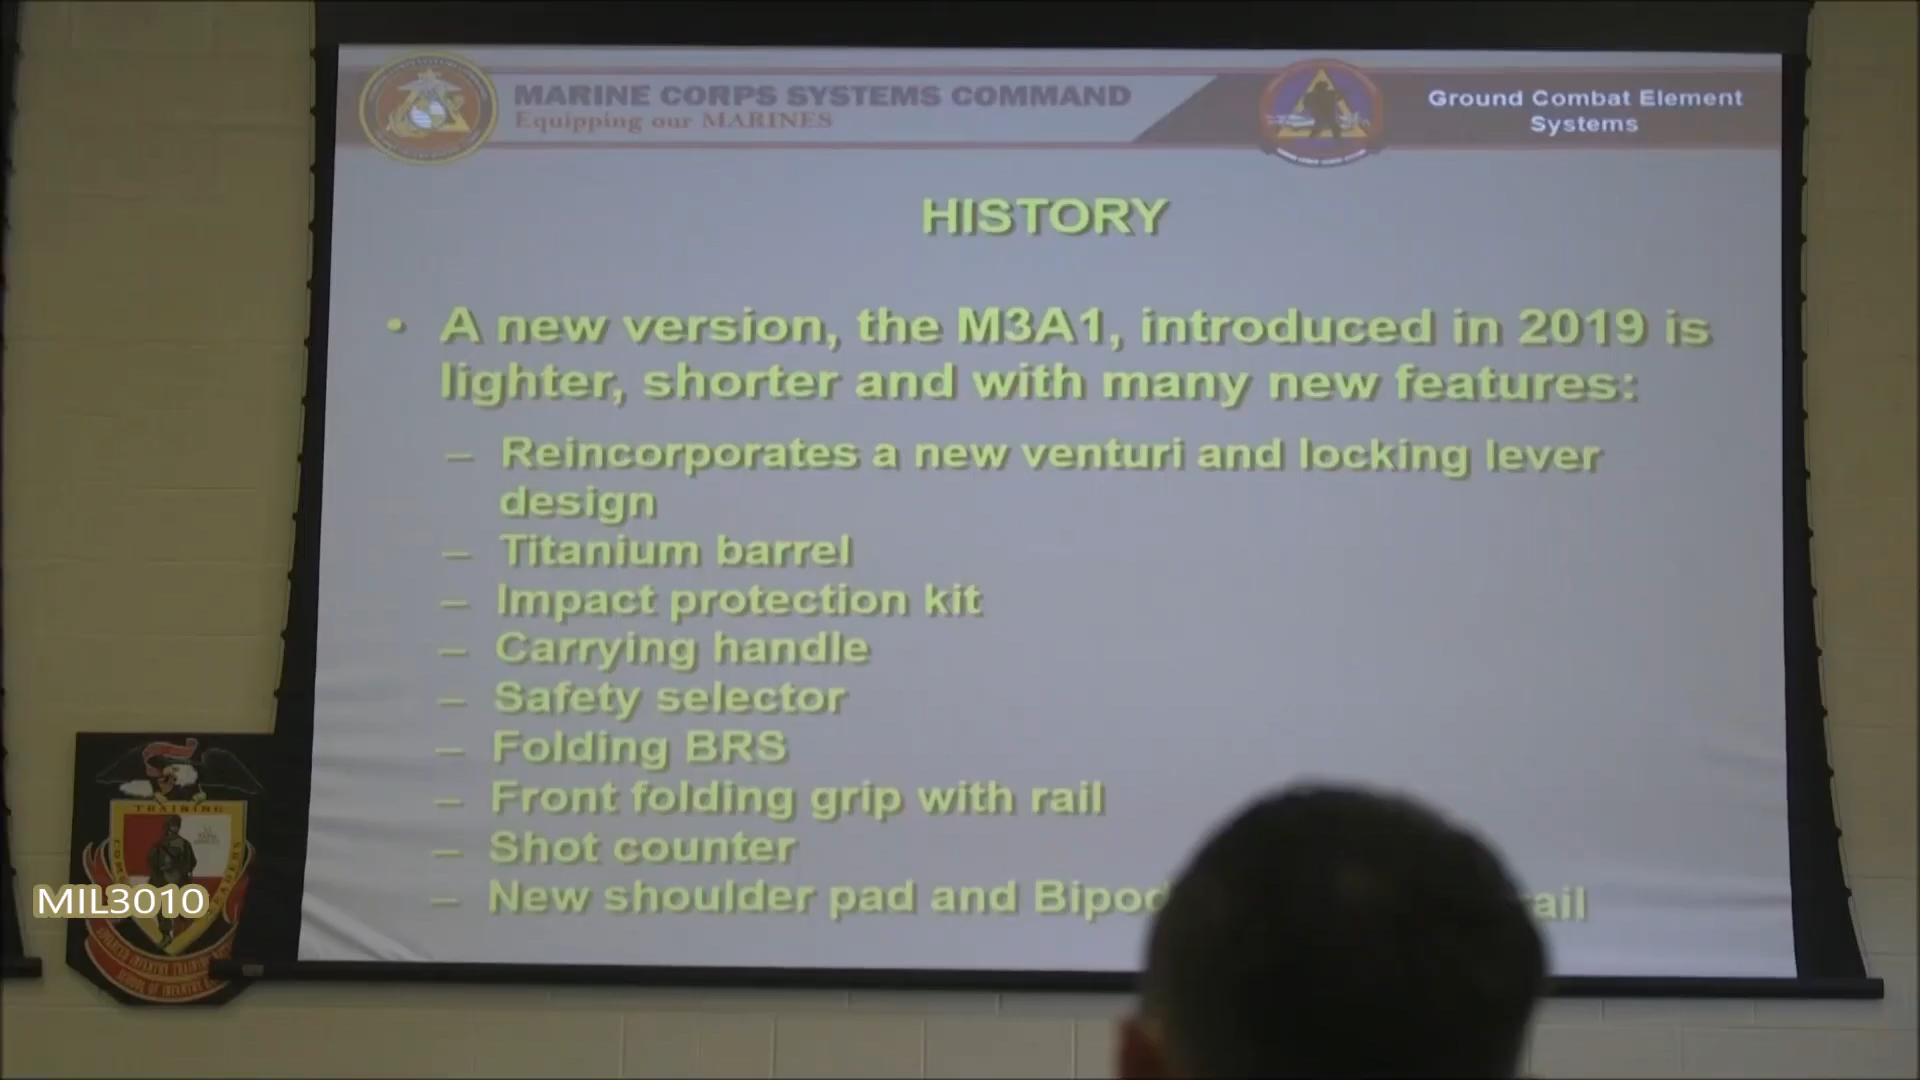 MARINE CORPS SYSTEMS COMMAND
Equipping our MARINES
Ground Combat Element
Systems
HISTORY
• A new version, the M3A1, introduced in 2019 is
lighter, shorter and with many new features:
– Reincorporates a new venturi and locking lever
design
– Titanium barrel
– Impact protection kit
– Carrying handle
– Safety selector
– Folding BRS
– Front folding grip with rail
– Shot counter
– New shoulder pad and Bipod rail
TRAINING
MIL3010